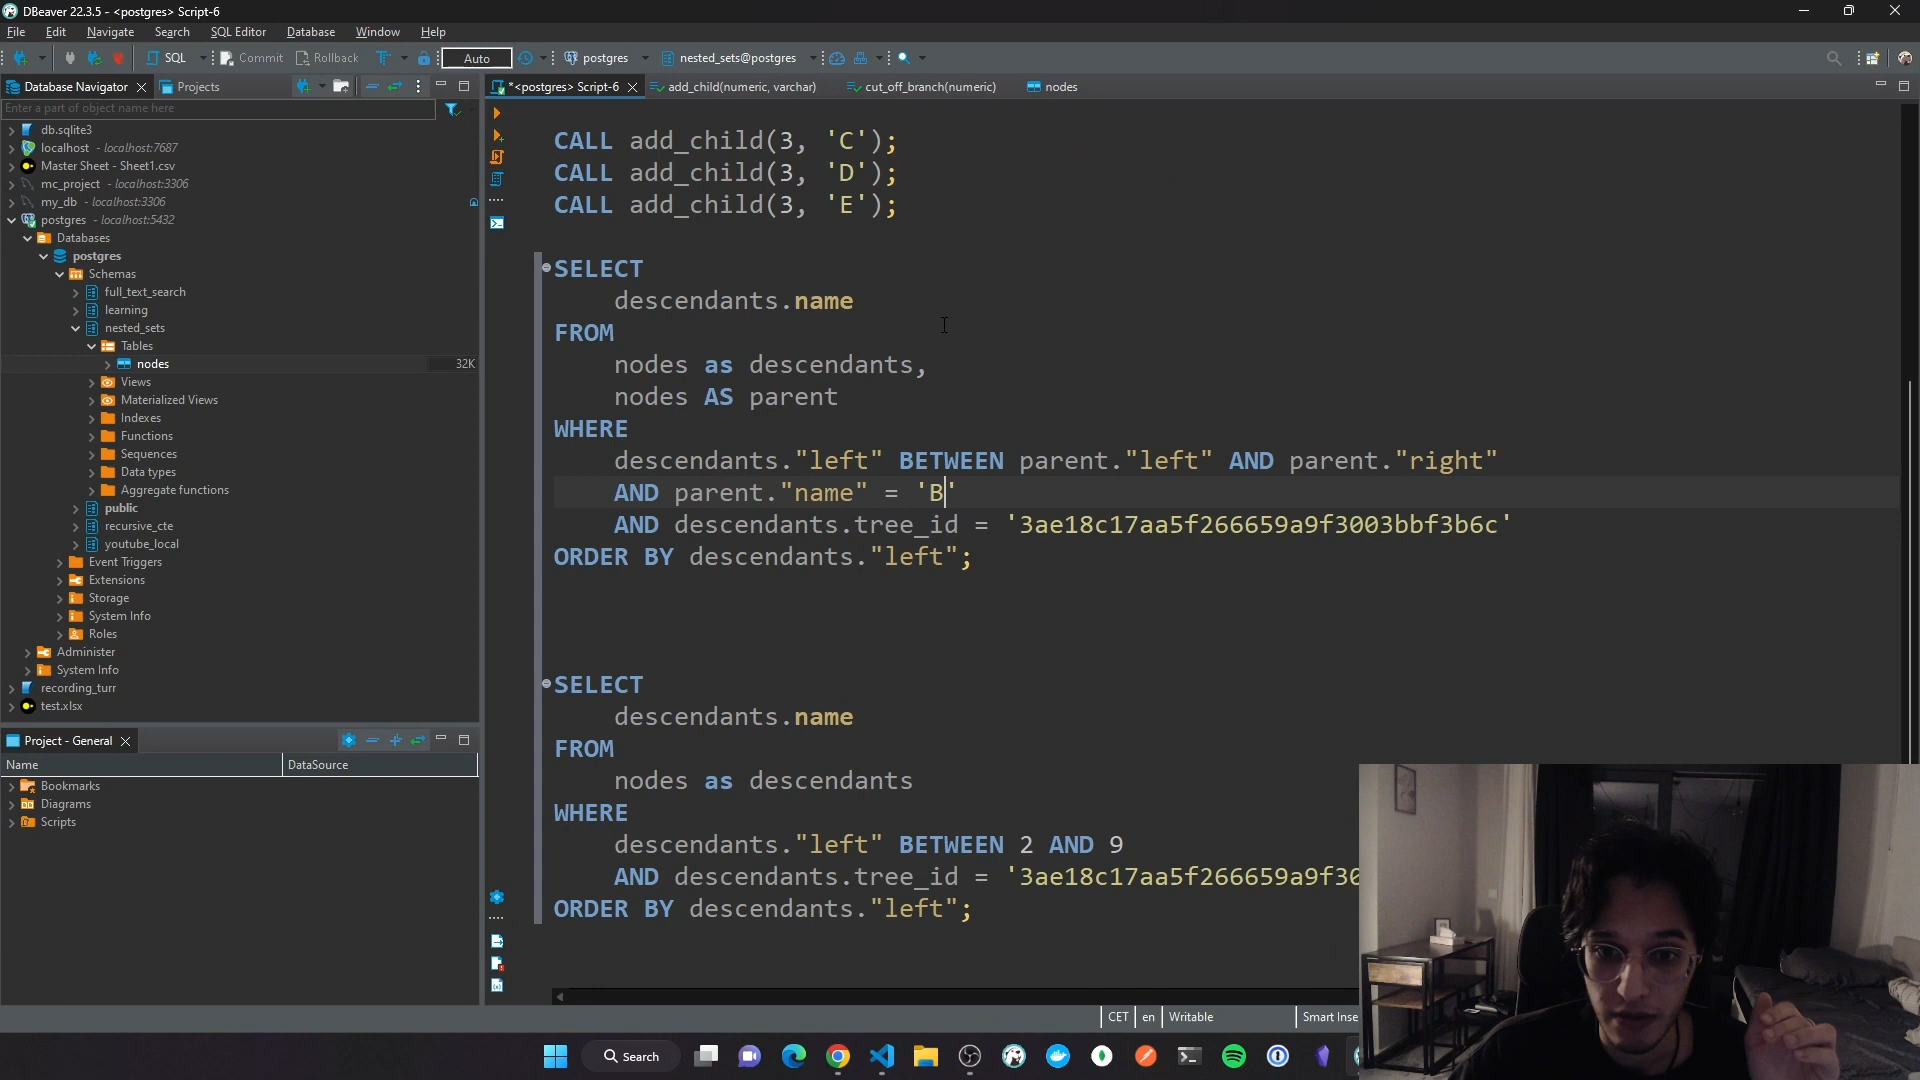 DBeaver 22.3.5 - <postgres> Script-6
File Edit Navigate Search SQL Editor Database Window Help
SQL Commit Rollback Auto postgres nested_sets@postgres
Database Navigator Projects
*<postgres> Script-6 add_child(numeric, varchar) cut_off_branch(numeric) nodes
Enter a part of object name here
db.sqlite3
localhost - localhost:7687
Master Sheet - Sheet1.csv
mc_project - localhost:3306
my_db - localhost:3306
postgres - localhost:5432
Databases
postgres
Schemas
full_text_search
learning
nested_sets
Tables
nodes 32K
Views
Materialized Views
Indexes
Functions
Sequences
Data types
Aggregate functions
public
recursive_cte
youtube_local
Event Triggers
Extensions
Storage
System Info
Roles
Administer
System Info
recording_turr
test.xlsx
Project - General
Name DataSource
Bookmarks
Diagrams
Scripts
CALL add_child(3, 'C');
CALL add_child(3, 'D');
CALL add_child(3, 'E');
SELECT
descendants.name
FROM
nodes as descendants,
nodes AS parent
WHERE
descendants."left" BETWEEN parent."left" AND parent."right"
AND parent."name" = 'B'
AND descendants.tree_id = '3ae18c17aa5f266659a9f3003bbf3b6c'
ORDER BY descendants."left";
SELECT
descendants.name
FROM
nodes as descendants
WHERE
descendants."left" BETWEEN 2 AND 9
AND descendants.tree_id = '3ae18c17aa5f266659a9f30
ORDER BY descendants."left";
CET en Writable Smart Inse
Search